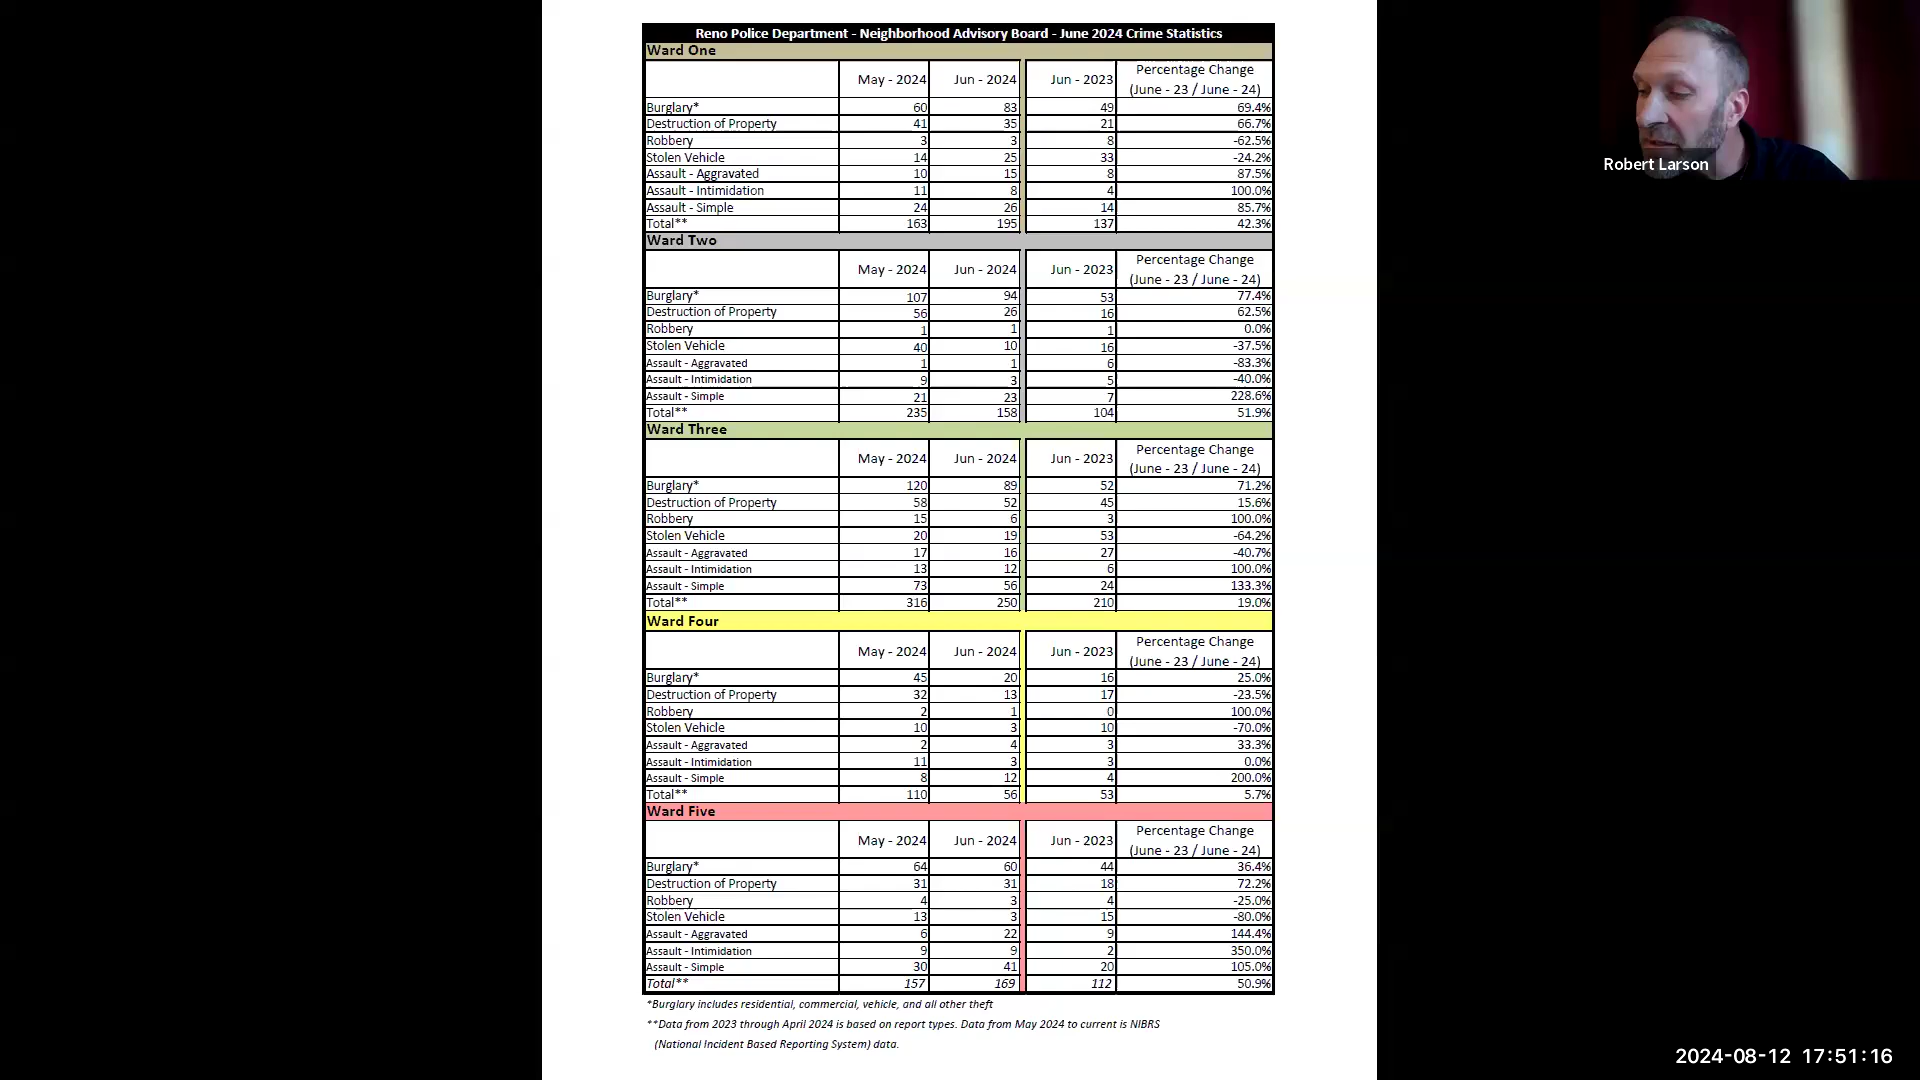 Reno Police Department - Neighborhood Advisory Board - June 2024 Crime Statistics
Ward One
May - 2024 Jun - 2024 Jun - 2023 Percentage Change
(June - 23 / June - 24)
Burglary* 60 83 49 69.4%
Destruction of Property 41 35 21 66.7%
Robbery 3 3 8 -62.5%
Stolen Vehicle 14 25 33 -24.2%
Assault - Aggravated 10 15 8 87.5%
Assault - Intimidation 11 8 4 100.0%
Assault - Simple 24 26 14 85.7%
Total** 163 195 137 42.3%
Ward Two
May - 2024 Jun - 2024 Jun - 2023 Percentage Change
(June - 23 / June - 24)
Burglary* 107 94 53 77.4%
Destruction of Property 56 26 16 62.5%
Robbery 1 1 1 0.0%
Stolen Vehicle 40 10 16 -37.5%
Assault - Aggravated 1 1 6 -83.3%
Assault - Intimidation 9 3 5 -40.0%
Assault - Simple 21 23 7 228.6%
Total** 235 158 104 51.9%
Ward Three
May - 2024 Jun - 2024 Jun - 2023 Percentage Change
(June - 23 / June - 24)
Burglary* 120 89 52 71.2%
Destruction of Property 58 52 45 15.6%
Robbery 15 6 3 100.0%
Stolen Vehicle 20 19 53 -64.2%
Assault - Aggravated 17 16 27 -40.7%
Assault - Intimidation 13 12 6 100.0%
Assault - Simple 73 56 24 133.3%
Total** 316 250 210 19.0%
Ward Four
May - 2024 Jun - 2024 Jun - 2023 Percentage Change
(June - 23 / June - 24)
Burglary* 45 20 16 25.0%
Destruction of Property 32 13 17 -23.5%
Robbery 2 1 0 100.0%
Stolen Vehicle 10 3 10 -70.0%
Assault - Aggravated 2 4 3 33.3%
Assault - Intimidation 11 3 3 0.0%
Assault - Simple 8 12 4 200.0%
Total** 110 56 53 5.7%
Ward Five
May - 2024 Jun - 2024 Jun - 2023 Percentage Change
(June - 23 / June - 24)
Burglary* 64 60 44 36.4%
Destruction of Property 31 31 18 72.2%
Robbery 4 3 4 -25.0%
Stolen Vehicle 13 3 15 -80.0%
Assault - Aggravated 6 22 9 144.4%
Assault - Intimidation 9 9 2 350.0%
Assault - Simple 30 41 20 105.0%
Total** 157 169 112 50.9%
*Burglary includes residential, commercial, vehicle, and all other theft
**Data from 2023 through April 2024 is based on report types. Data from May 2024 to current is NIBRS
(National Incident Based Reporting System) data.
Robert Larson
2024-08-12 17:51:16